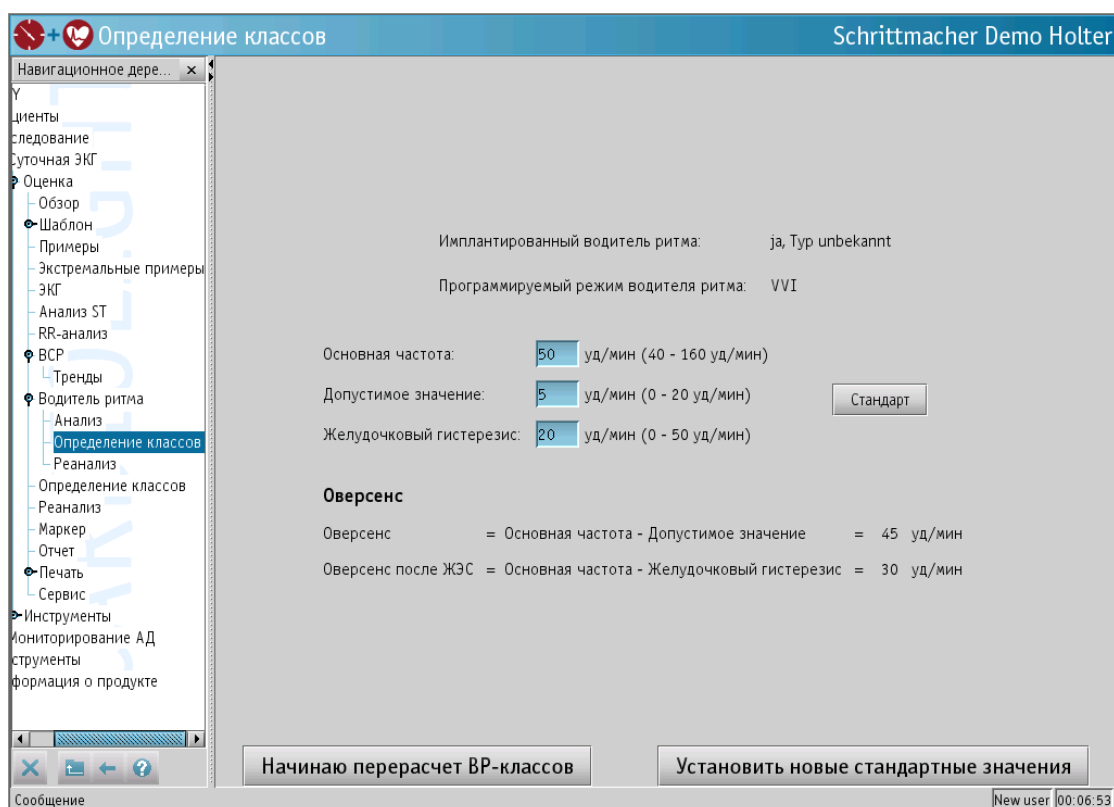 Определение классов Schrittmacher Demo Holter
Навигационное дере... ×
Y
циенты
следование
Суточная ЭКГ
Оценка
Обзор
Шаблон
Примеры
Экстремальные примеры
ЭКГ
Анализ ST
RR-анализ
ВСР
Тренды
Водитель ритма
Анализ
Определение классов
Реанализ
Определение классов
Реанализ
Маркер
Отчет
Печать
Сервис
Инструменты
Мониторирование АД
струменты
формация о продукте
Имплантированный водитель ритма: ja, Typ unbekannt
Программируемый режим водителя ритма: VVI
Основная частота: 50 уд/мин (40 - 160 уд/мин)
Допустимое значение: 5 уд/мин (0 - 20 уд/мин)
Стандарт
Желудочковый гистерезис: 20 уд/мин (0 - 50 уд/мин)
Оверсенс
Оверсенс = Основная частота - Допустимое значение = 45 уд/мин
Оверсенс после ЖЭС = Основная частота - Желудочковый гистерезис = 30 уд/мин
Начинаю перерасчет ВР-классов
Установить новые стандартные значения
Сообщение New user 00:06:53